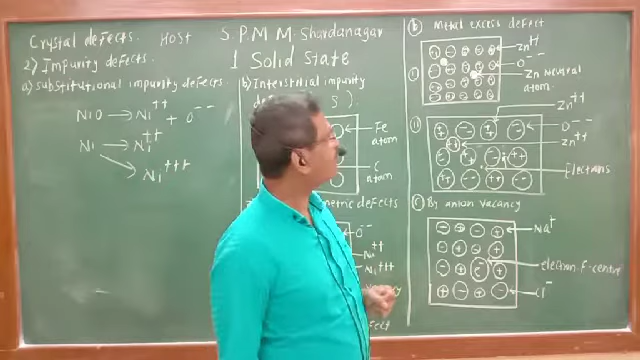 Crystal defects. HOST S.P.M M. Sharadanagar
1 Solid State
2) Impurity defects.
a) substitutional impurity defects.
NiO → Ni++ + O--
Ni → Ni++
→ Ni+++
b) Interstitial impurity
Fe atom
C atom
metric defects
O--
Ni++
Ni+++
b) Metal excess defect
i)
Zn++
O--
Zn Neutral atom.
ii)
Zn++
O--
Zn++
Electrons
c) By anion vacancy
Na+
electron F-centre
Cl-